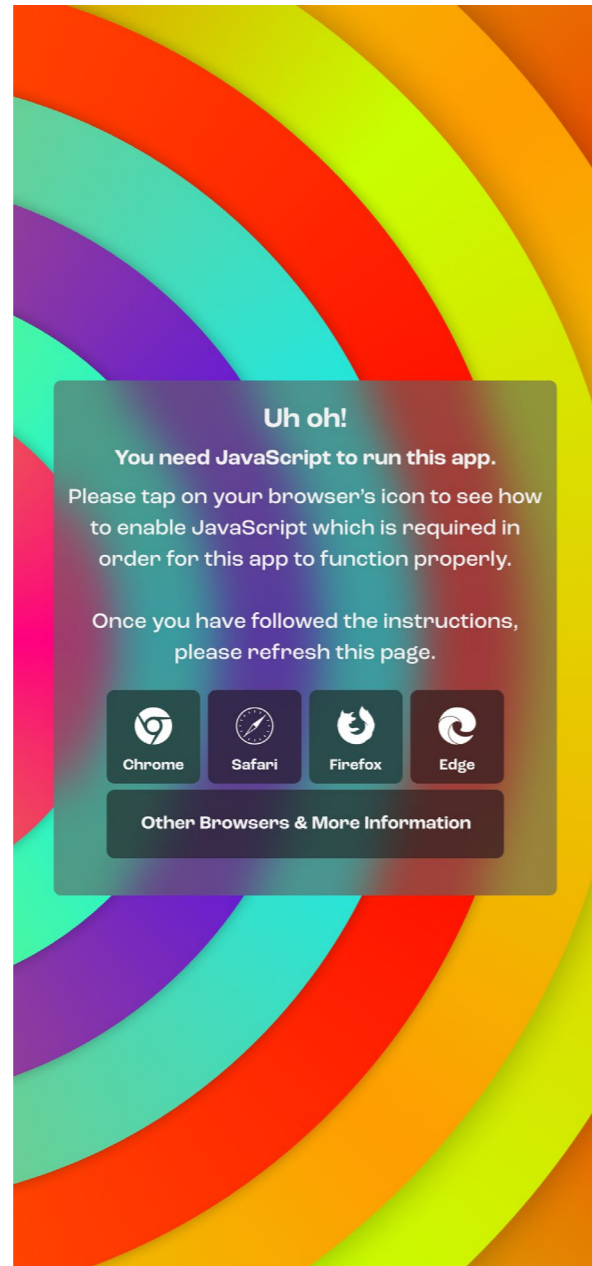 Uh oh!
You need JavaScript to run this app.
Please tap on your browser’s icon to see how
to enable JavaScript which is required in
order for this app to function properly.
Once you have followed the instructions,
please refresh this page.
Chrome Safari Firefox Edge
Other Browsers & More Information